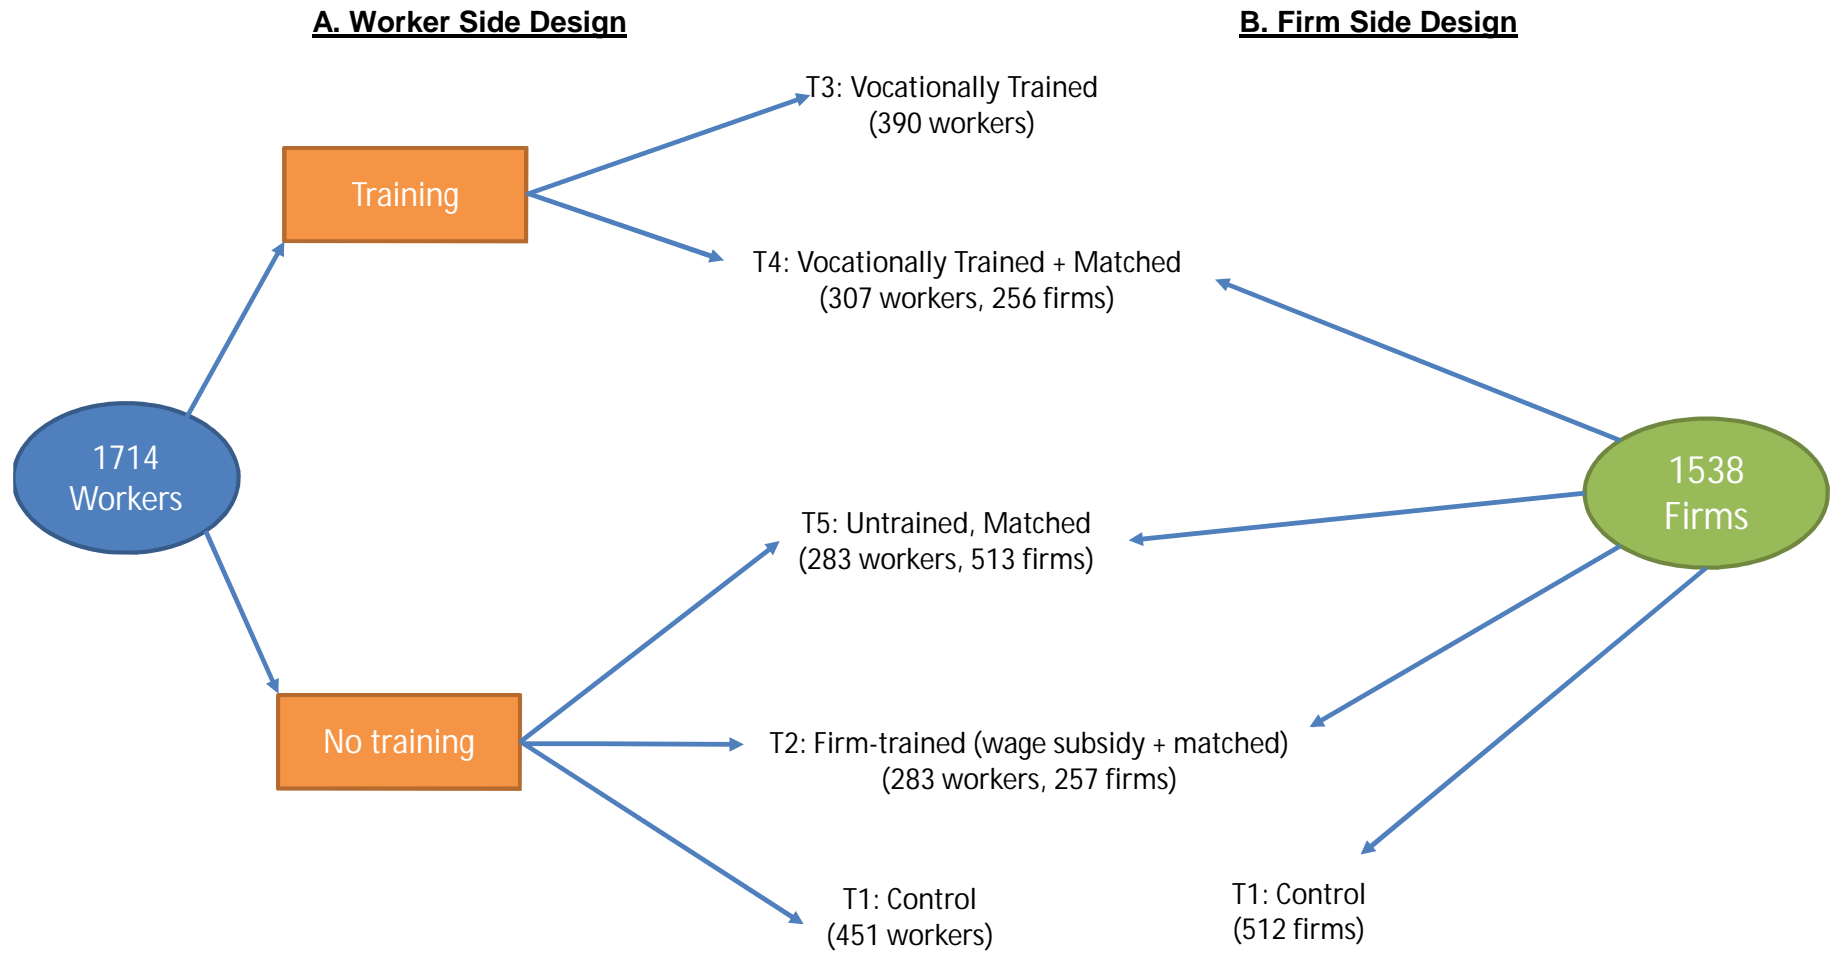 A. Worker Side Design
B. Firm Side Design
T3: Vocationally Trained
(390 workers)
Training
T4: Vocationally Trained + Matched
(307 workers, 256 firms)
1714
Workers
1538
Firms
T5: Untrained, Matched
(283 workers, 513 firms)
No training
T2: Firm-trained (wage subsidy + matched)
(283 workers, 257 firms)
T1: Control
(451 workers)
T1: Control
(512 firms)